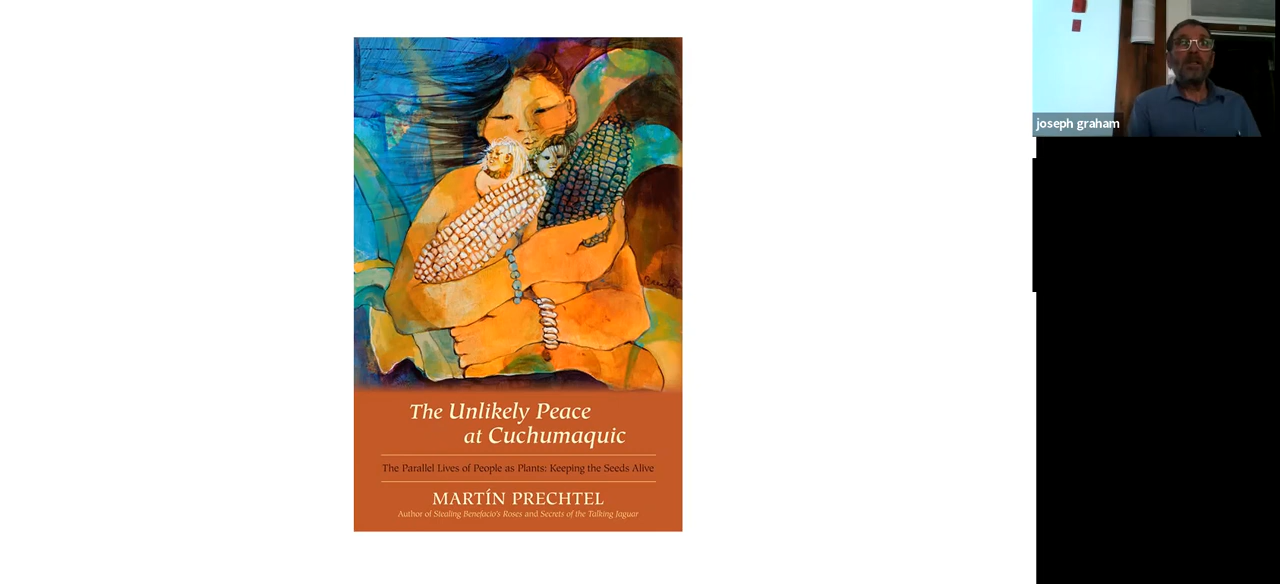 The Unlikely Peace
at Cuchumaquic
The Parallel Lives of People as Plants: Keeping the Seeds Alive
MARTÍN PRECHTEL
Author of Stealing Benefacio's Roses and Secrets of the Talking Jaguar
joseph graham